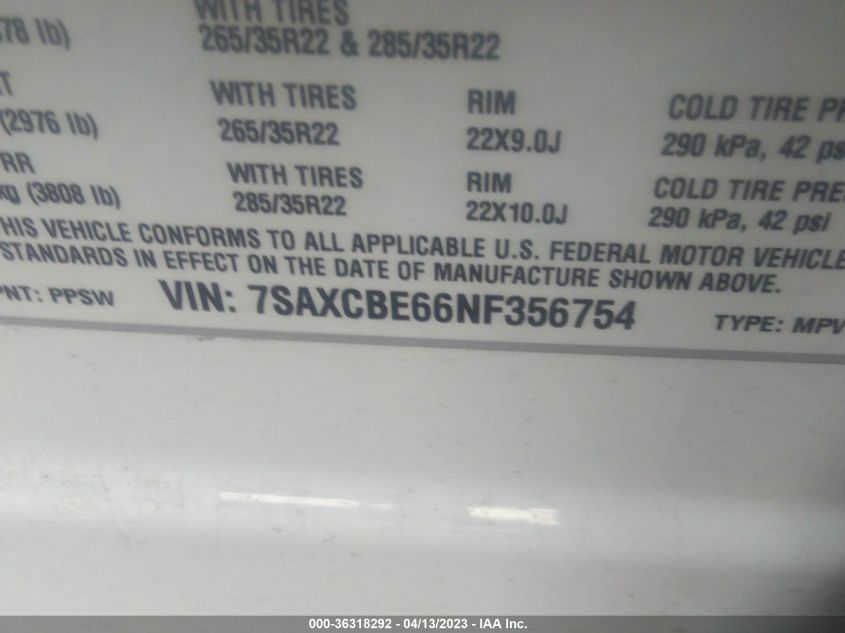 WITH TIRES
78 lb) 265/35R22 & 285/35R22
T WITH TIRES RIM COLD TIRE
(2976 lb) 265/35R22 22X9.0J 290 kPa, 42 ps
RR WITH TIRES RIM COLD TIRE PRE
kg (3808 lb) 285/35R22 22X10.0J 290 kPa, 42 psi
HIS VEHICLE CONFORMS TO ALL APPLICABLE U.S. FEDERAL MOTOR VEHICLE
STANDARDS IN EFFECT ON THE DATE OF MANUFACTURE SHOWN ABOVE.
PNT: PPSW VIN: 7SAXCBE66NF356754 TYPE: MPV
000-36318292 - 04/13/2023 - IAA Inc.